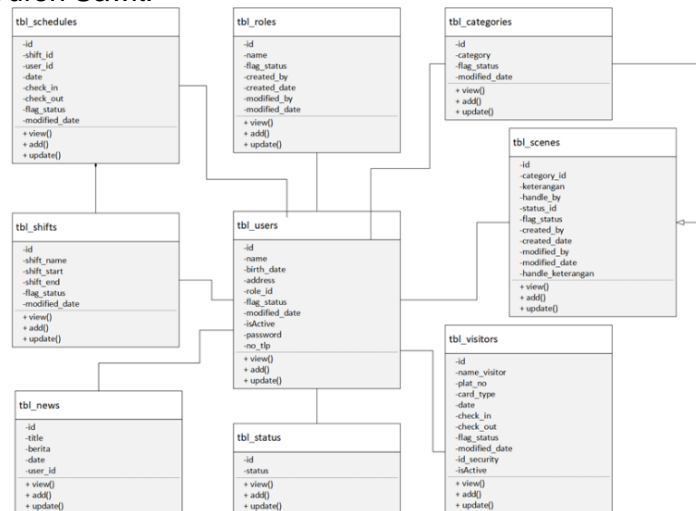 tbl_schedules
-id
-shift_id
-user_id
-date
-check_in
-check_out
-flag_status
-modified_date
+ view()
+ add()
+ update()
tbl_roles
-id
-name
-flag_status
-created_by
-created_date
-modified_by
-modified_date
+ view()
+ add()
+ update()
tbl_categories
-id
-category
-flag_status
-modified_date
+ view()
+ add()
+ update()
tbl_scenes
-id
-category_id
-keterangan
-handle_by
-status_id
-flag_status
-created_by
-created_date
-modified_by
-modified_date
-handle_keterangan
+ view()
+ add()
+ update()
tbl_shifts
-id
-shift_name
-shift_start
-shift_end
-flag_status
-modified_date
+ view()
+ add()
+ update()
tbl_users
-id
-name
-birth_date
-address
-role_id
-flag_status
-modified_date
-isActive
-password
-no_tlp
+ view()
+ add()
+ update()
tbl_visitors
-id
-name_visitor
-plat_no
-card_type
-date
-check_in
-check_out
-flag_status
-modified_date
-id_security
-isActive
+ view()
+ add()
+ update()
tbl_news
-id
-title
-berita
-date
-user_id
+ view()
+ add()
+ update()
tbl_status
-id
-status
+ view()
+ add()
+ update()